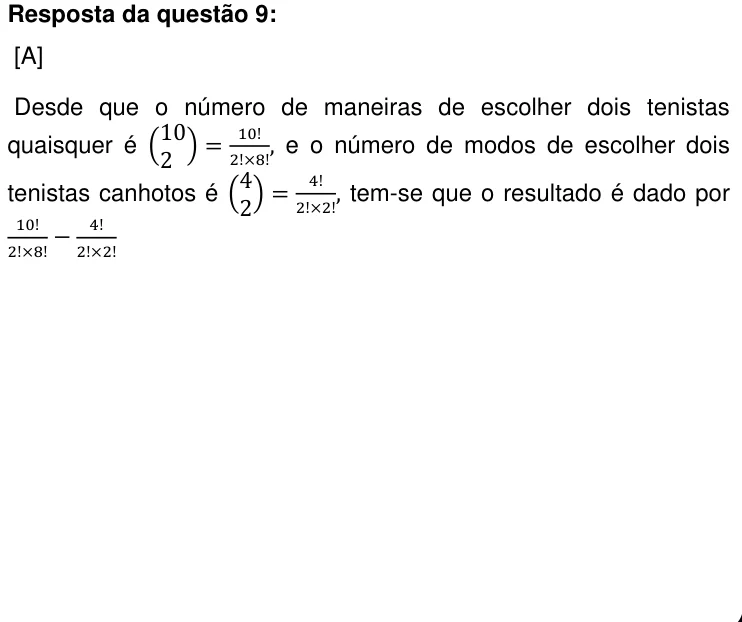 Resposta da questão 9:
[A]
Desde que o número de maneiras de escolher dois tenistas
quaisquer é (10 2) = 10!/2!×8!, e o número de modos de escolher dois
tenistas canhotos é (4 2) = 4!/2!×2!, tem-se que o resultado é dado por
10!/2!×8! − 4!/2!×2!